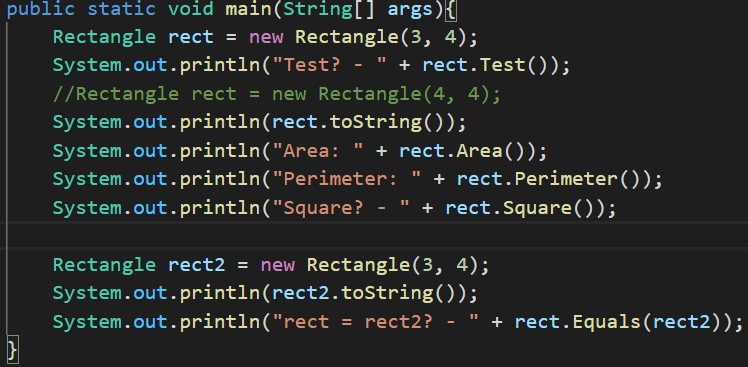 public static void main(String[] args){
Rectangle rect = new Rectangle(3, 4);
System.out.println("Test? - " + rect.Test());
//Rectangle rect = new Rectangle(4, 4);
System.out.println(rect.toString());
System.out.println("Area: " + rect.Area());
System.out.println("Perimeter: " + rect.Perimeter());
System.out.println("Square? - " + rect.Square());
Rectangle rect2 = new Rectangle(3, 4);
System.out.println(rect2.toString());
System.out.println("rect = rect2? - " + rect.Equals(rect2));
}